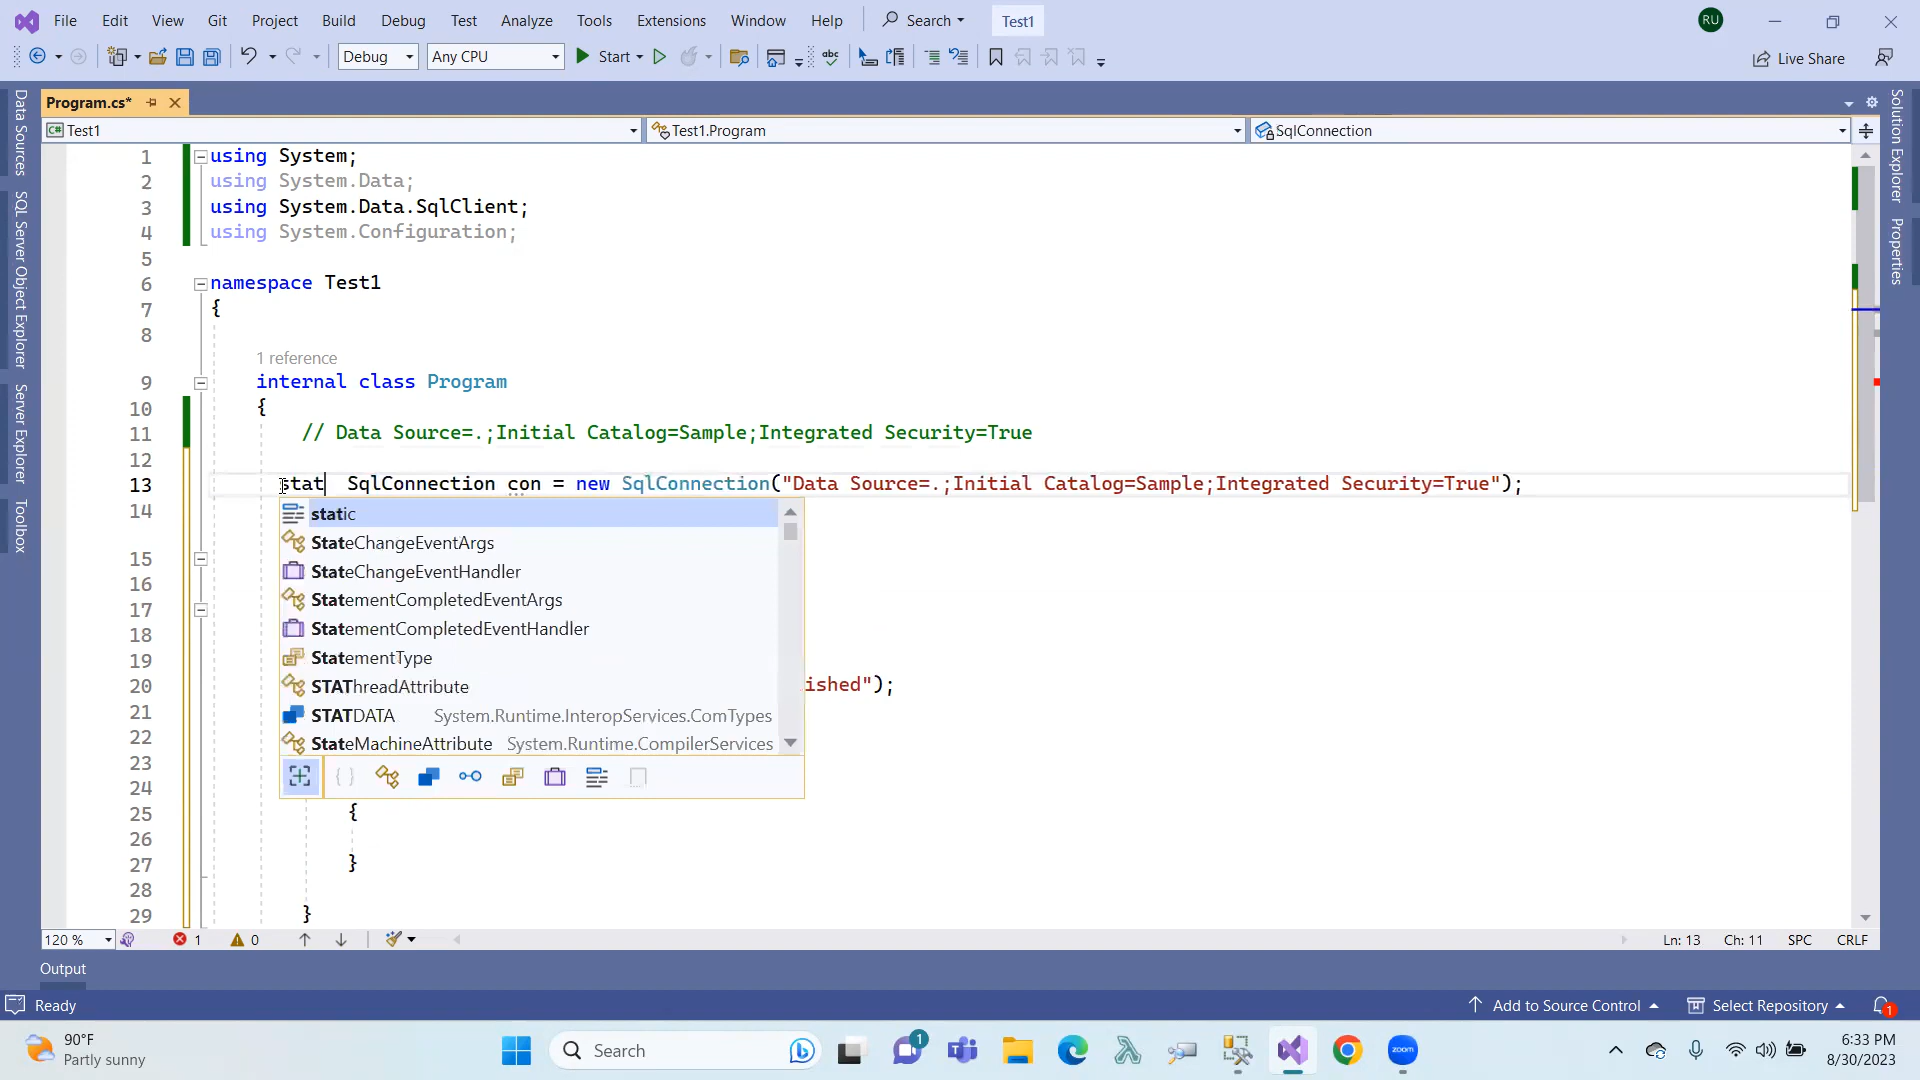 File Edit View Git Project Build Debug Test Analyze Tools Extensions Window Help Search Test1 RU
Debug Any CPU Start abc Live Share
Program.cs*
C# Test1 Test1.Program SqlConnection
Data Sources
SQL Server Object Explorer
Server Explorer
Toolbox
Solution Explorer
Properties
1 using System;
2 using System.Data;
3 using System.Data.SqlClient;
4 using System.Configuration;
5
6 namespace Test1
7 {
8
1 reference
9 internal class Program
10 {
11 // Data Source=.;Initial Catalog=Sample;Integrated Security=True
12
13 stat SqlConnection con = new SqlConnection("Data Source=.;Initial Catalog=Sample;Integrated Security=True");
14
static
StateChangeEventArgs
15
StateChangeEventHandler
16
StatementCompletedEventArgs
17
StatementCompletedEventHandler
18
StatementType
19
20 ished");
STAThreadAttribute
21
STATDATA System.Runtime.InteropServices.ComTypes
22
StateMachineAttribute System.Runtime.CompilerServices
23
24
25 {
26
27 }
28
29 }
120 % 1 0 Ln: 13 Ch: 11 SPC CRLF
Output
Ready Add to Source Control Select Repository 1
90°F
Partly sunny
Search
1
zoom
6:33 PM
8/30/2023